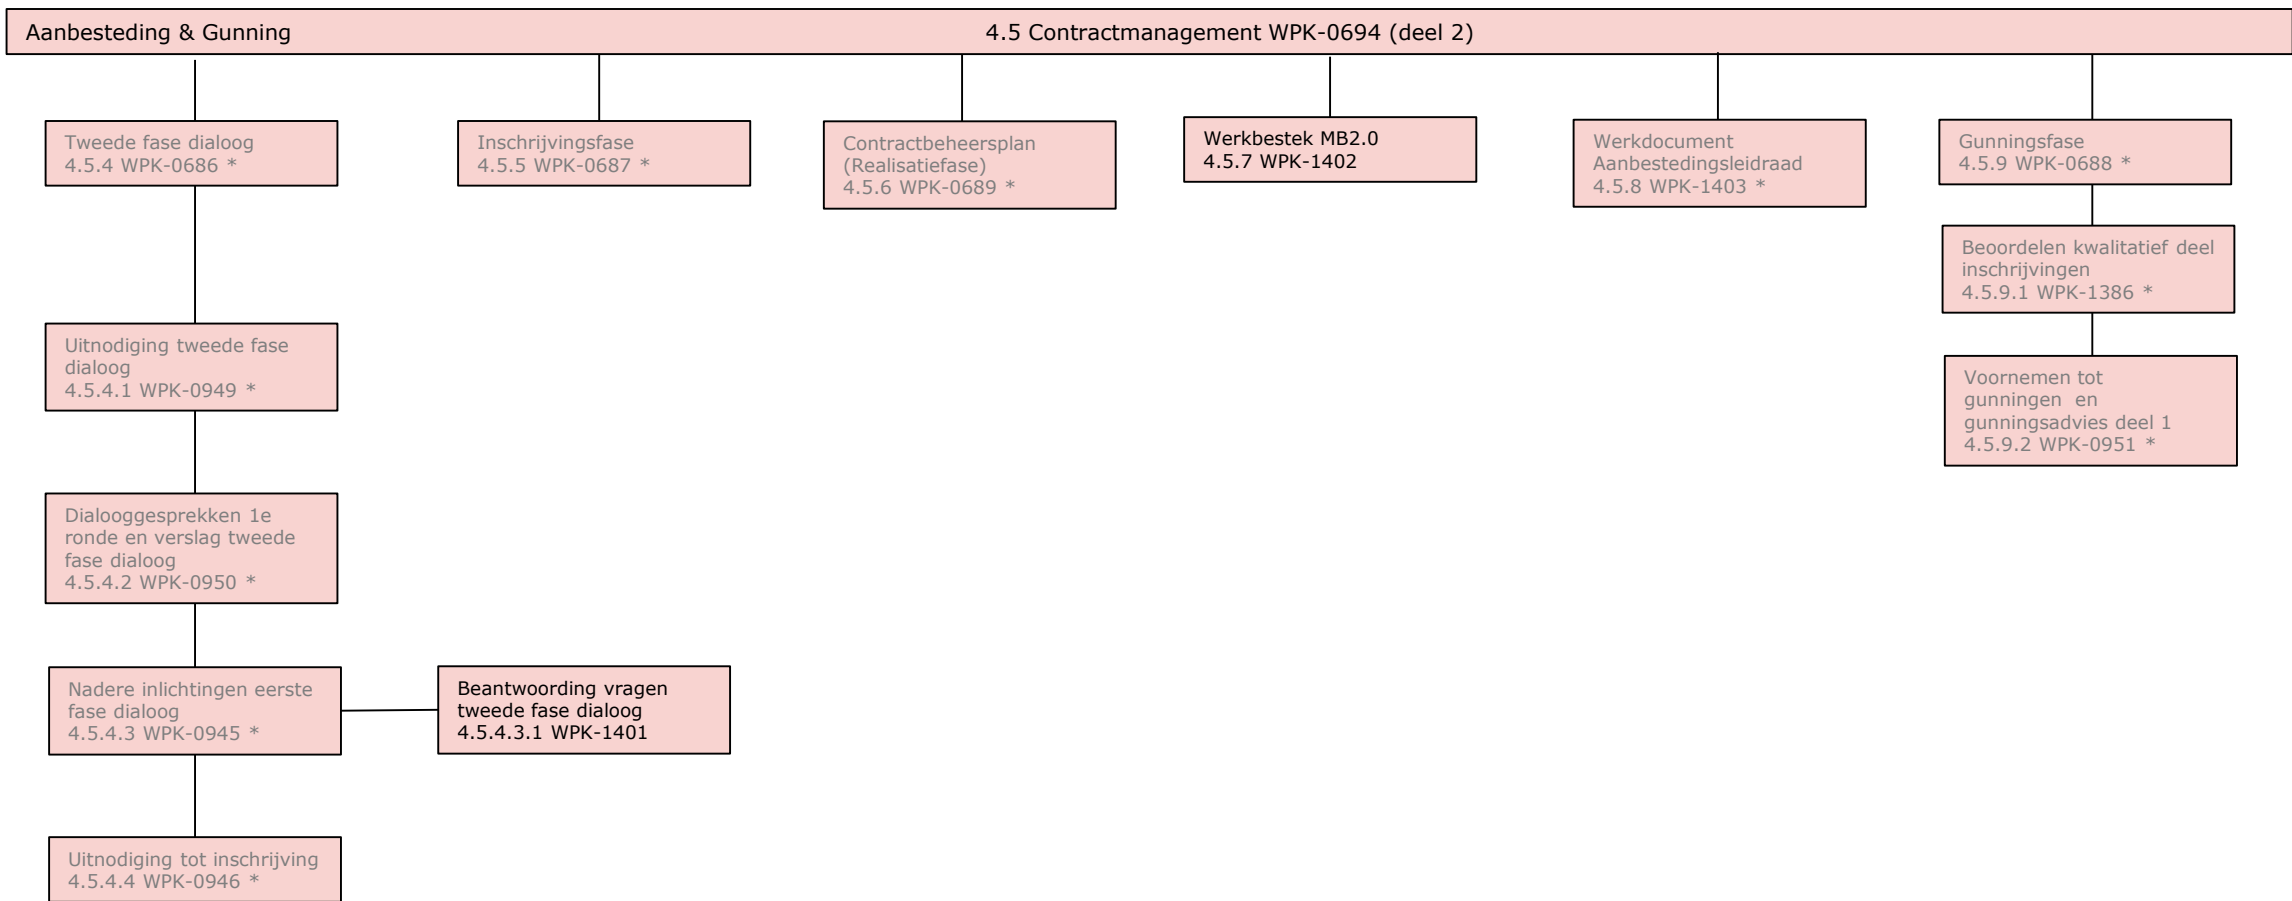 Aanbesteding & Gunning
4.5 Contractmanagement WPK-0694 (deel 2)
Tweede fase dialoog
4.5.4 WPK-0686 *
Inschrijvingsfase
4.5.5 WPK-0687 *
Contractbeheersplan
(Realisatiefase)
4.5.6 WPK-0689 *
Werkbestek MB2.0
4.5.7 WPK-1402
Werkdocument
Aanbestedingsleidraad
4.5.8 WPK-1403 *
Gunningsfase
4.5.9 WPK-0688 *
Beoordelen kwalitatief deel
inschrijvingen
4.5.9.1 WPK-1386 *
Uitnodiging tweede fase
dialoog
4.5.4.1 WPK-0949 *
Voornemen tot
gunningen  en
gunningsadvies deel 1
4.5.9.2 WPK-0951 *
Dialooggesprekken 1e
ronde en verslag tweede
fase dialoog
4.5.4.2 WPK-0950 *
Nadere inlichtingen eerste
fase dialoog
4.5.4.3 WPK-0945 *
Beantwoording vragen
tweede fase dialoog
4.5.4.3.1 WPK-1401
Uitnodiging tot inschrijving
4.5.4.4 WPK-0946 *